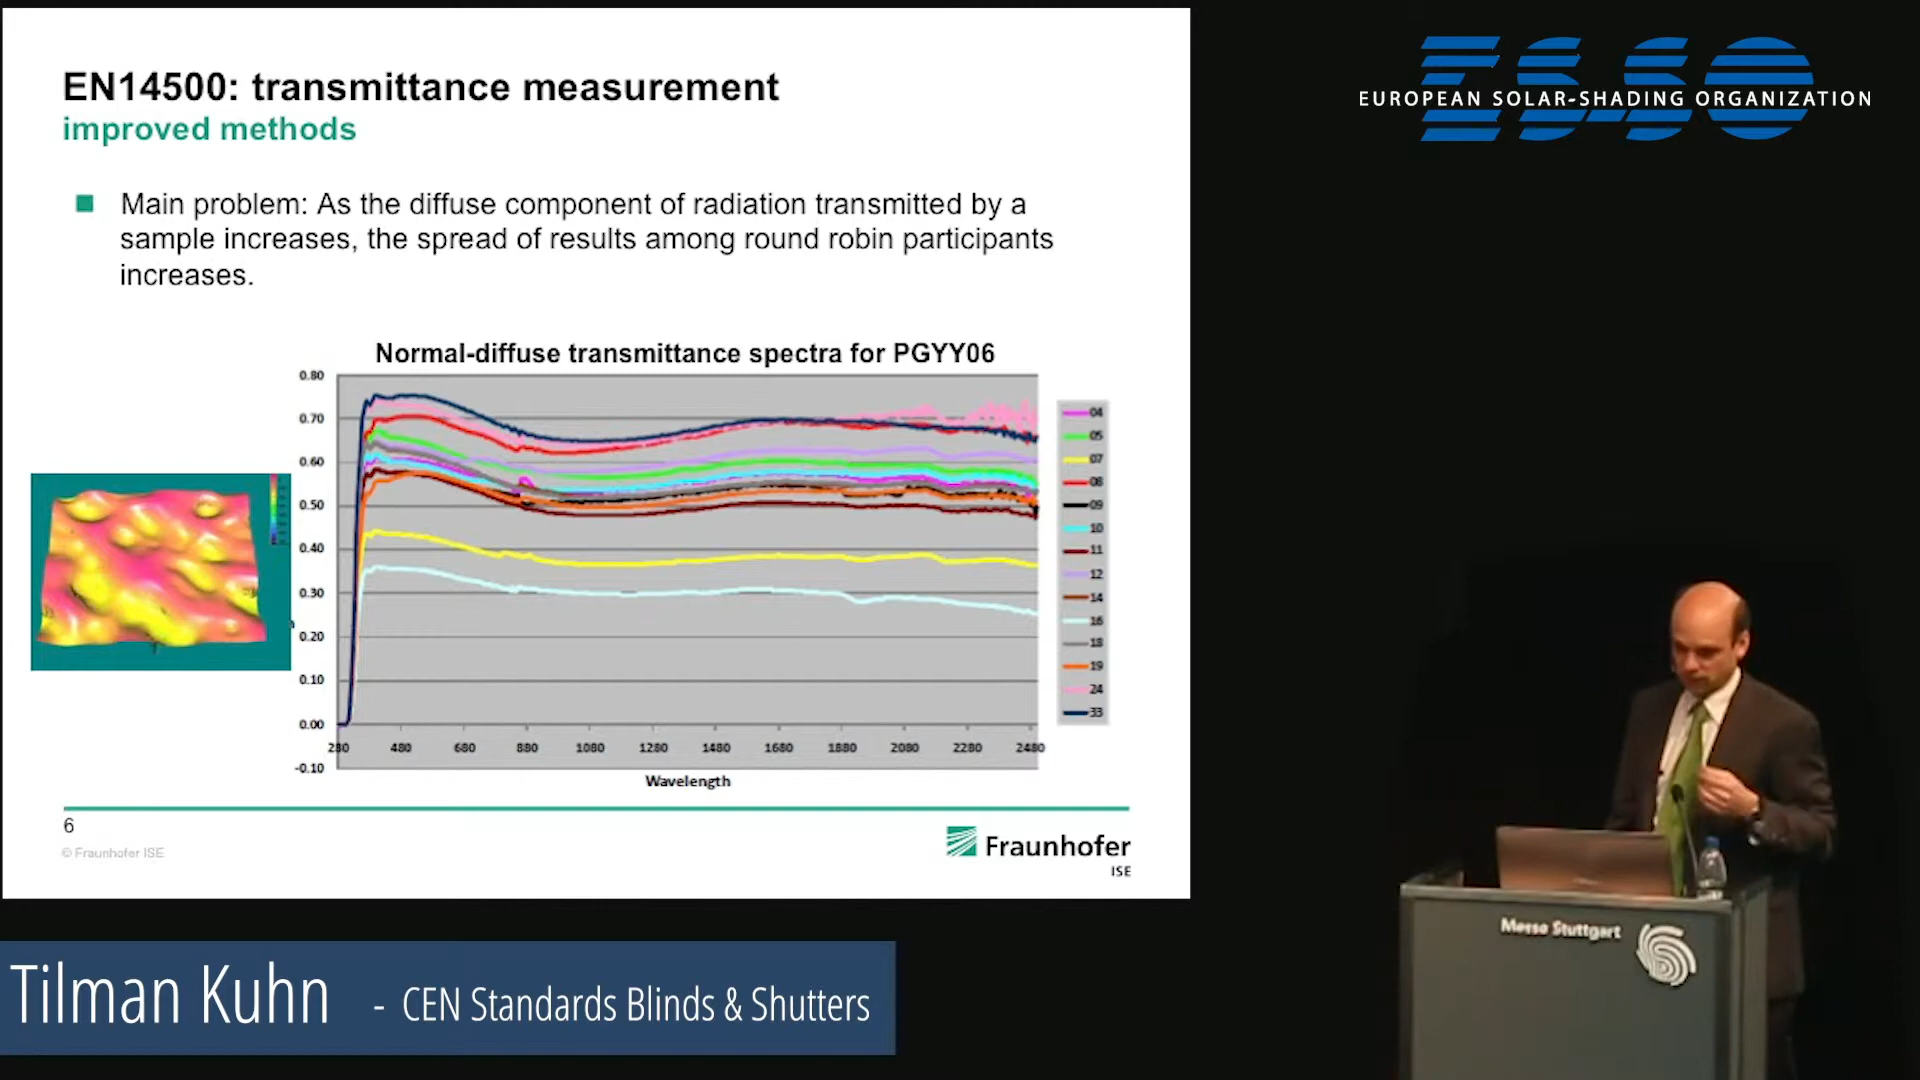 EN14500: transmittance measurement
improved methods
Main problem: As the diffuse component of radiation transmitted by a
sample increases, the spread of results among round robin participants
increases.
Normal-diffuse transmittance spectra for PGYY06
0.80
0.70
0.60
0.50
0.40
0.30
0.20
0.10
0.00
-0.10
280 480 680 880 1080 1280 1480 1680 1880 2080 2280 2480
Wavelength
04
05
07
08
09
10
11
12
14
16
18
19
24
33
6
© Fraunhofer ISE
Fraunhofer
ISE
ESSO
EUROPEAN SOLAR-SHADING ORGANIZATION
Messe Stuttgart
Tilman Kuhn - CEN Standards Blinds & Shutters